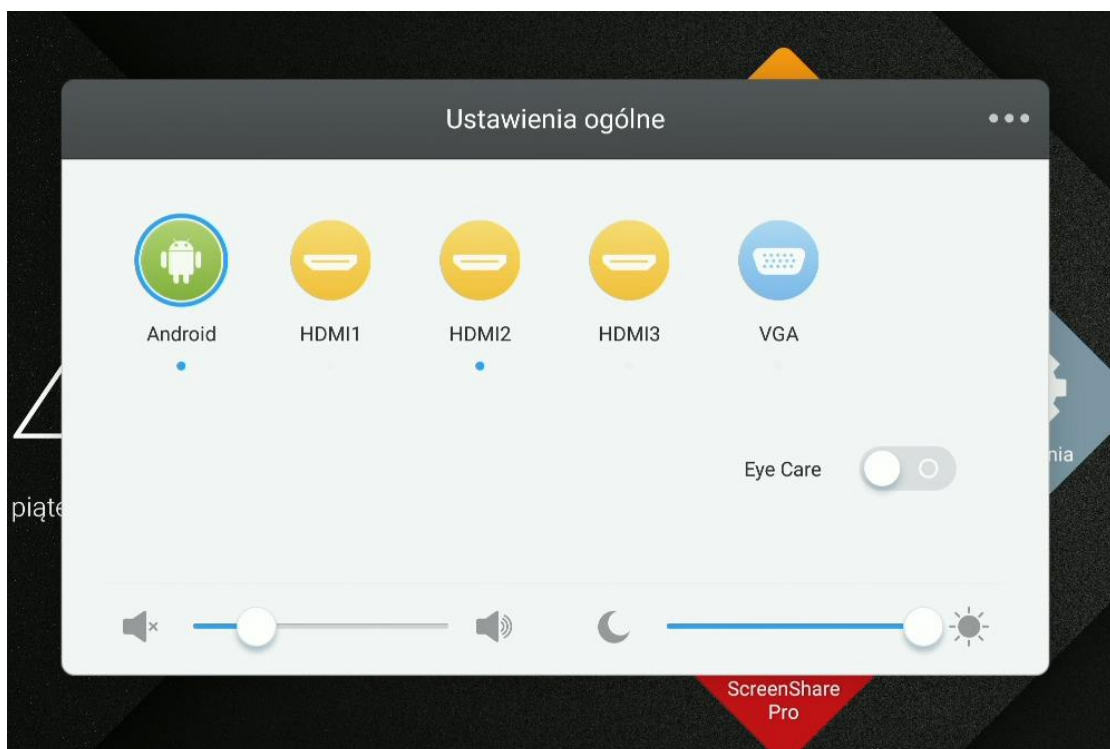 Ustawienia ogólne
Android
HDMI1
HDMI2
HDMI3
VGA
Eye Care
ScreenShare
Pro